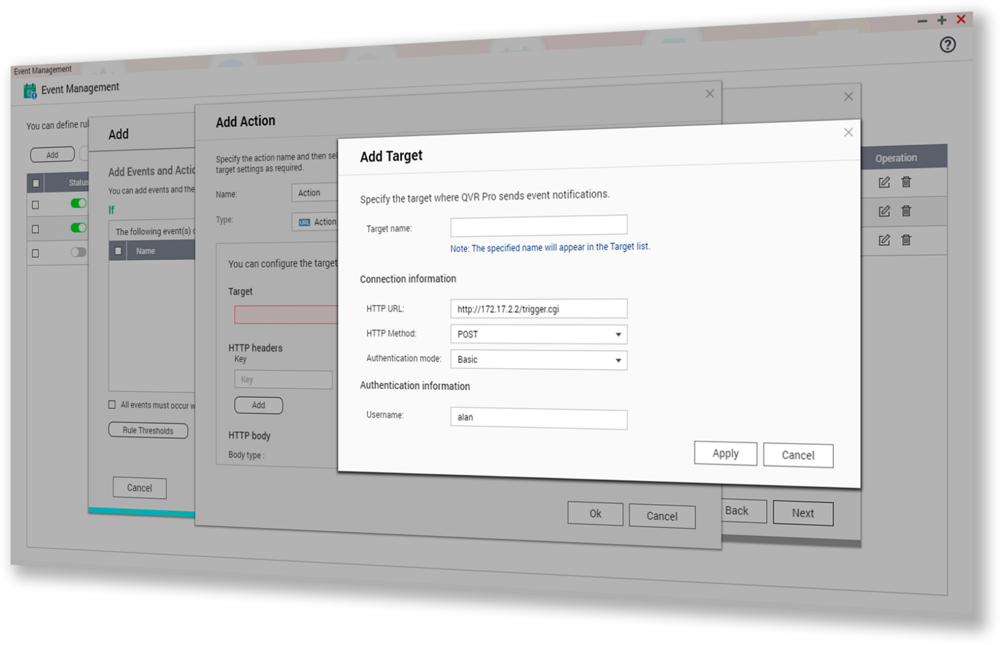 Event Management
Event Management
You can define rul
Add
Status
Operation
Add
Add Events and Actio
You can add events and the
If
The following event(s) o
Name
All events must occur w
Rule Thresholds
Cancel
Back
Next
Add Action
Specify the action name and then sel
target settings as required.
Name:
Action
Type:
URL
Action
You can configure the target
Target
HTTP headers
Key
Key
Add
HTTP body
Body type :
Ok
Cancel
Add Target
Specify the target where QVR Pro sends event notifications.
Target name:
Note: The specified name will appear in the Target list.
Connection information
HTTP URL:
http://172.17.2.2/trigger.cgi
HTTP Method:
POST
Authentication mode:
Basic
Authentication information
Username:
alan
Apply
Cancel